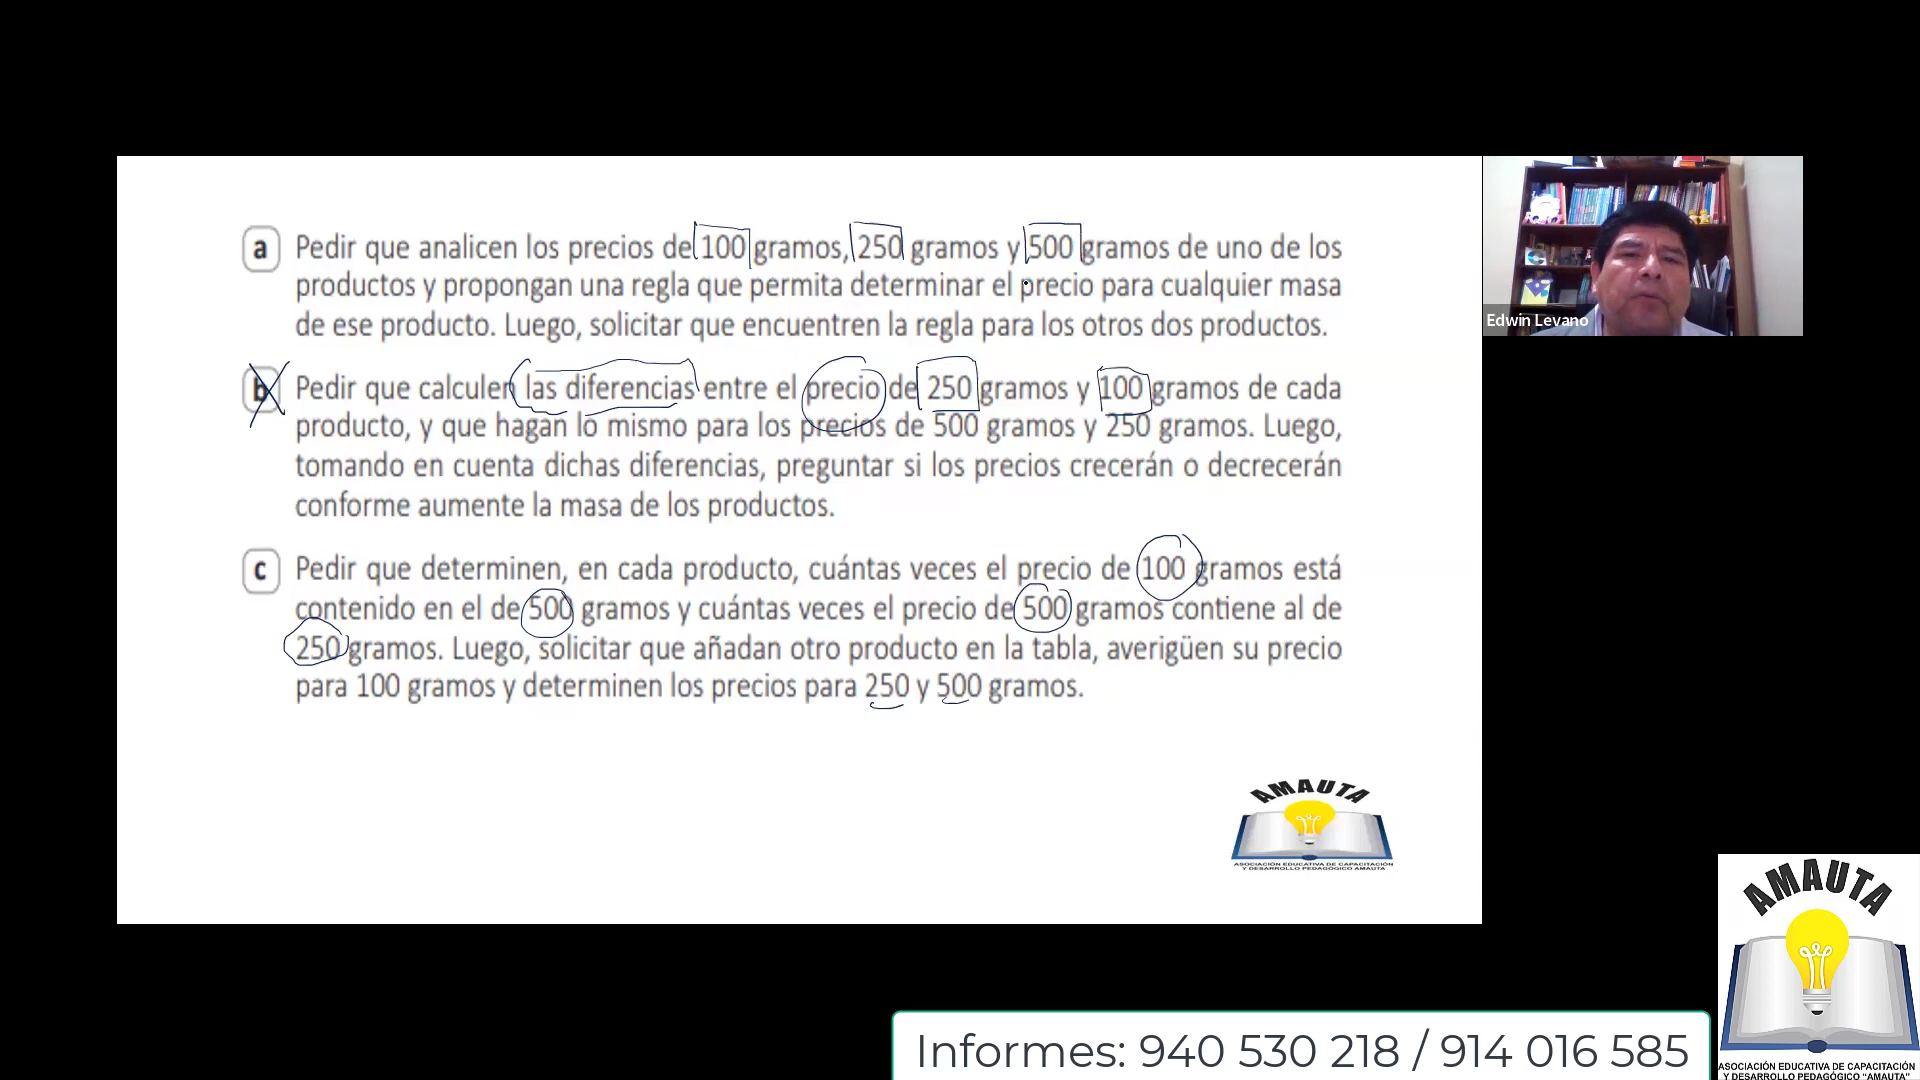 a Pedir que analicen los precios de 100 gramos, 250 gramos y 500 gramos de uno de los
productos y propongan una regla que permita determinar el precio para cualquier masa
de ese producto. Luego, solicitar que encuentren la regla para los otros dos productos.
b Pedir que calculen las diferencias entre el precio de 250 gramos y 100 gramos de cada
producto, y que hagan lo mismo para los precios de 500 gramos y 250 gramos. Luego,
tomando en cuenta dichas diferencias, preguntar si los precios crecerán o decrecerán
conforme aumente la masa de los productos.
c Pedir que determinen, en cada producto, cuántas veces el precio de 100 gramos está
contenido en el de 500 gramos y cuántas veces el precio de 500 gramos contiene al de
250 gramos. Luego, solicitar que añadan otro producto en la tabla, averigüen su precio
para 100 gramos y determinen los precios para 250 y 500 gramos.
Edwin Levano
AMAUTA
ASOCIACIÓN EDUCATIVA DE CAPACITACIÓN
Y DESARROLLO PEDAGÓGICO AMAUTA
Informes: 940 530 218 / 914 016 585
AMAUTA
ASOCIACIÓN EDUCATIVA DE CAPACITACIÓN
Y DESARROLLO PEDAGÓGICO "AMAUTA"